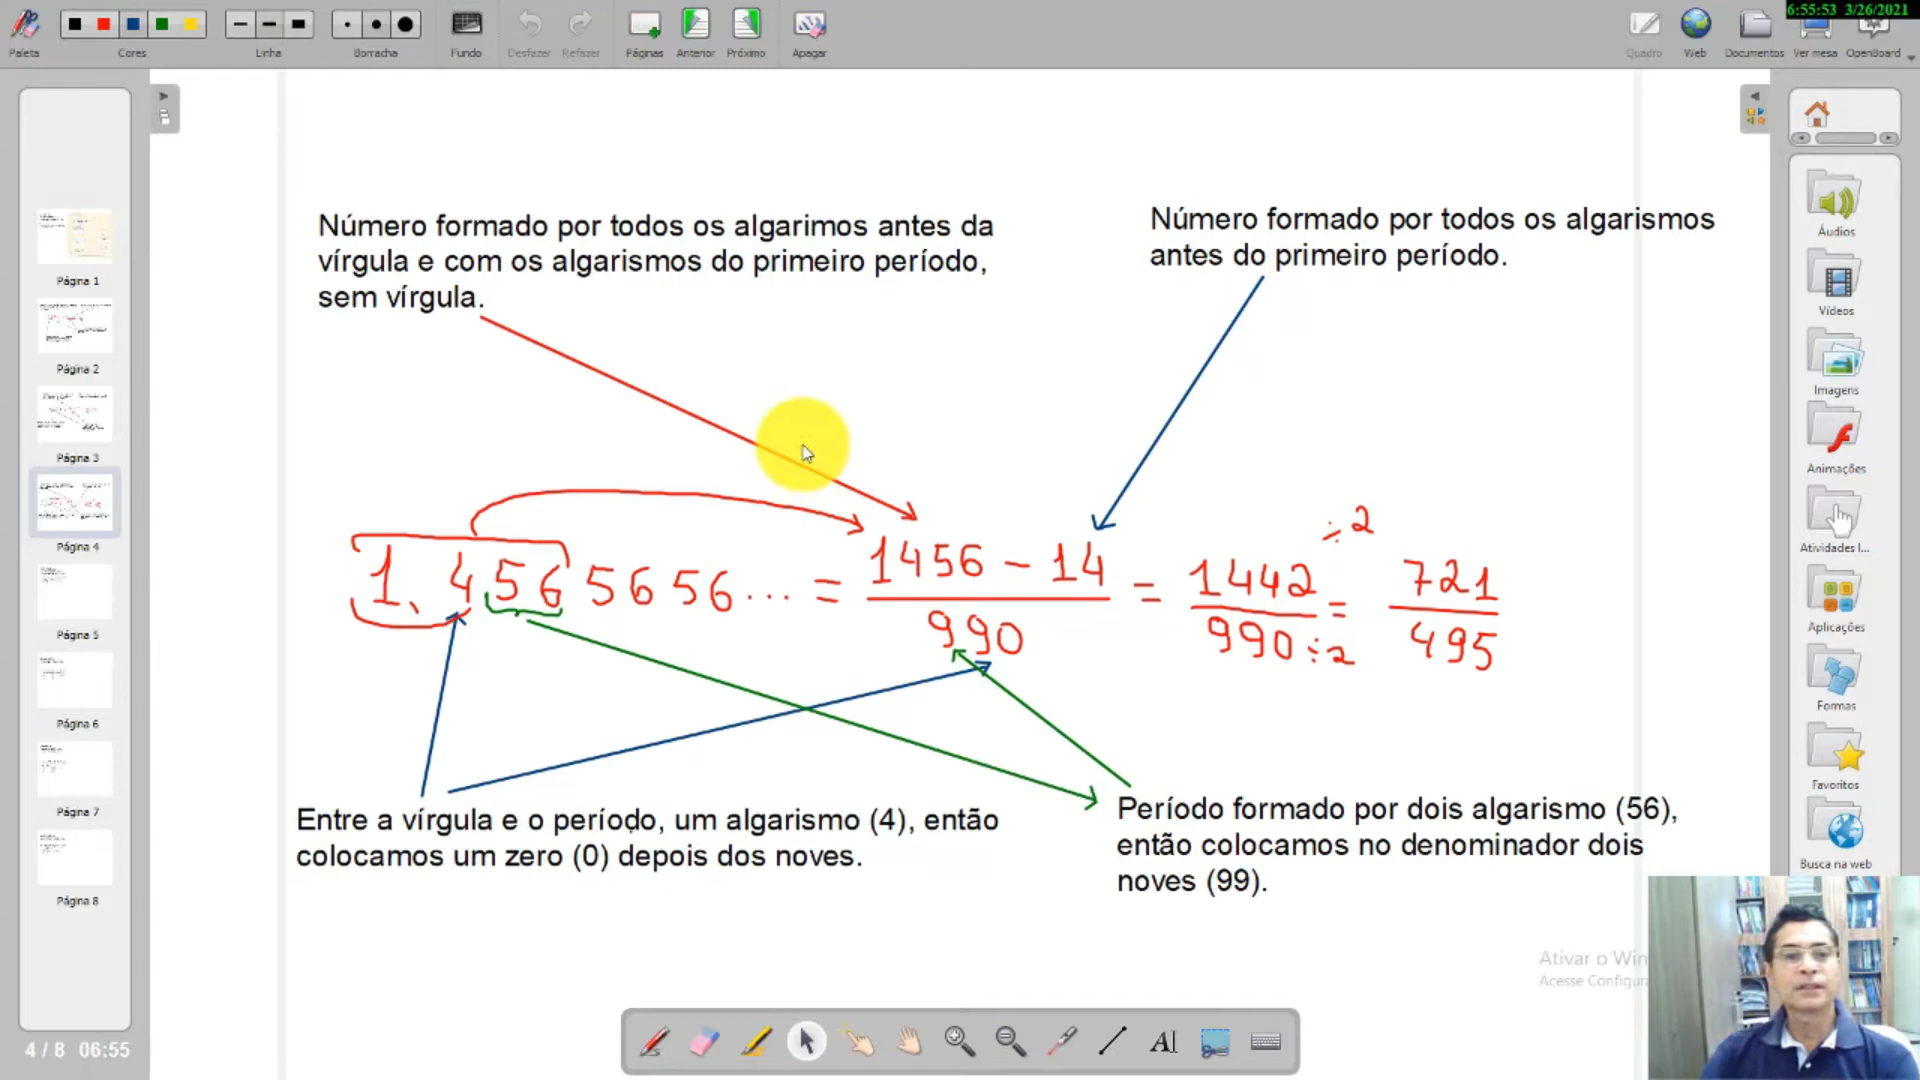 6:55:53 3/26/2021
Paleta
Cores
Linha
Borracha
Fundo
Desfazer
Refazer
Páginas
Anterior
Próximo
Apagar
Quadro
Web
Documentos
Ver mesa
OpenBoard
Página 1
Página 2
Página 3
Página 4
Página 5
Página 6
Página 7
Página 8
4 / 8 06:55
Número formado por todos os algarimos antes da
vírgula e com os algarismos do primeiro período,
sem vírgula.
Número formado por todos os algarismos
antes do primeiro período.
1,4565656... = 1456 - 14 / 990 = 1442 ÷2 / 990 ÷2 = 721 / 495
Entre a vírgula e o período, um algarismo (4), então
colocamos um zero (0) depois dos noves.
Período formado por dois algarismo (56),
então colocamos no denominador dois
noves (99).
Áudios
Vídeos
Imagens
Animações
Atividades I...
Aplicações
Formas
Favoritos
Busca na web
Ativar o Win
Acesse Configura
AI